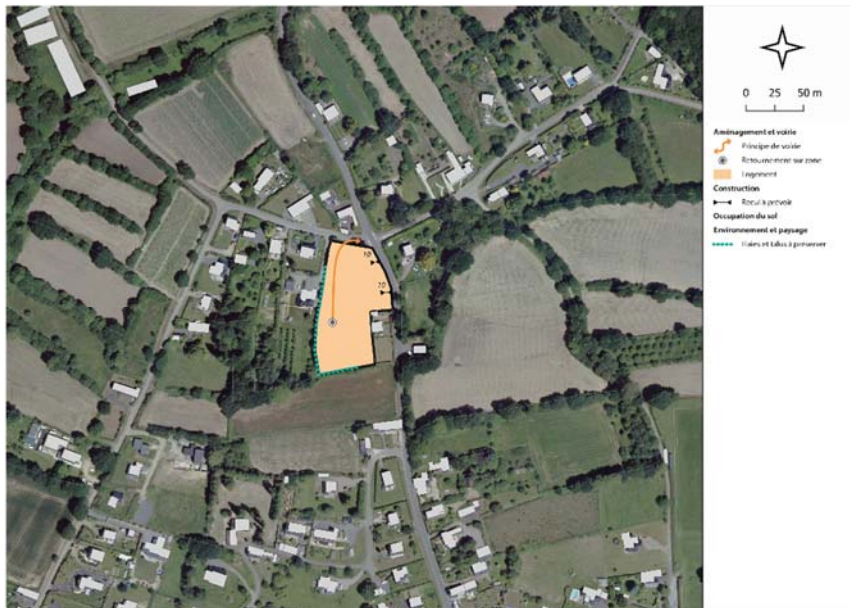 0 25 50 m
Aménagement et voirie
Principe de voirie
Retournement sur zone
Logement
Construction
Recul à prévoir
Occupation du sol
Environnement et paysage
Haies et talus à préserver
10
10